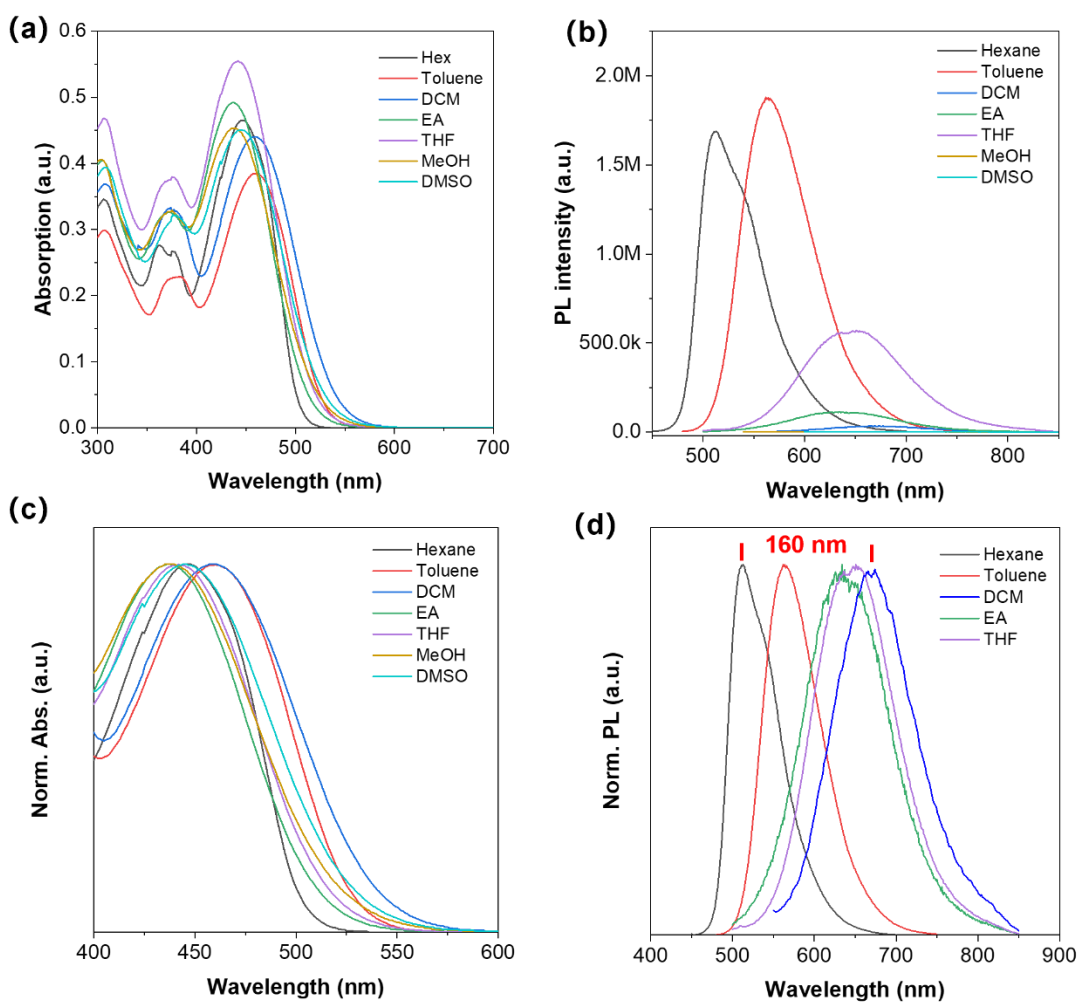 (a)
0.6
0.5
0.4
0.3
0.2
0.1
0.0
Absorption (a.u.)
300
400
500
600
700
Wavelength (nm)
Hex
Toluene
DCM
EA
THF
MeOH
DMSO
(b)
2.0M
1.5M
1.0M
500.0k
0.0
PL intensity (a.u.)
500
600
700
800
Wavelength (nm)
Hexane
Toluene
DCM
EA
THF
MeOH
DMSO
(c)
Norm. Abs. (a.u.)
400
450
500
550
600
Wavelength (nm)
Hexane
Toluene
DCM
EA
THF
MeOH
DMSO
(d)
160 nm
Norm. PL (a.u.)
400
500
600
700
800
900
Wavelength (nm)
Hexane
Toluene
DCM
EA
THF